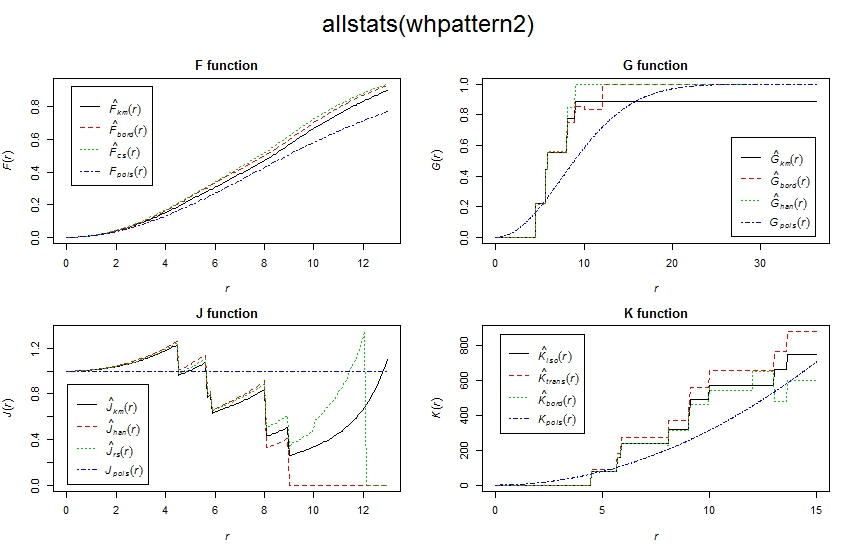 allstats(whpattern2)
F function
F(r)
0.0 0.2 0.4 0.6 0.8
F̂km(r)
F̂bord(r)
F̂cs(r)
Fpois(r)
0 2 4 6 8 10 12
r
G function
G(r)
0.0 0.2 0.4 0.6 0.8 1.0
Ĝkm(r)
Ĝbord(r)
Ĝhan(r)
Gpois(r)
0 10 20 30
r
J function
J(r)
0.0 0.4 0.8 1.2
Ĵkm(r)
Ĵhan(r)
Ĵrs(r)
Jpois(r)
0 2 4 6 8 10 12
r
K function
K(r)
0 200 400 600 800
K̂iso(r)
K̂trans(r)
K̂bord(r)
Kpois(r)
0 5 10 15
r